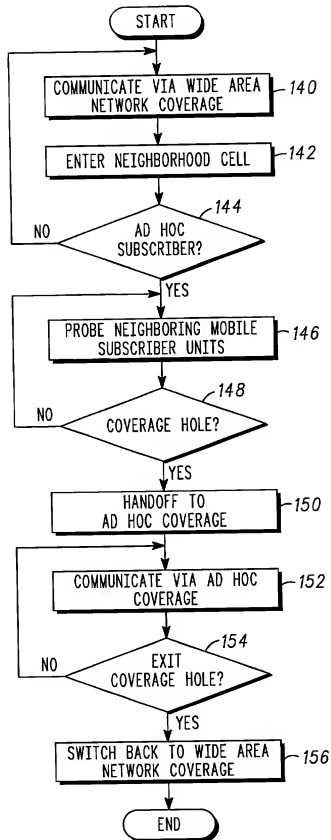 START
COMMUNICATE VIA WIDE AREA
NETWORK COVERAGE
140
ENTER NEIGHBORHOOD CELL
142
144
AD HOC
SUBSCRIBER?
NO
YES
PROBE NEIGHBORING MOBILE
SUBSCRIBER UNITS
146
148
COVERAGE HOLE?
NO
YES
HANDOFF TO
AD HOC COVERAGE
150
COMMUNICATE VIA AD HOC
COVERAGE
152
154
EXIT
COVERAGE HOLE?
NO
YES
SWITCH BACK TO WIDE AREA
NETWORK COVERAGE
156
END